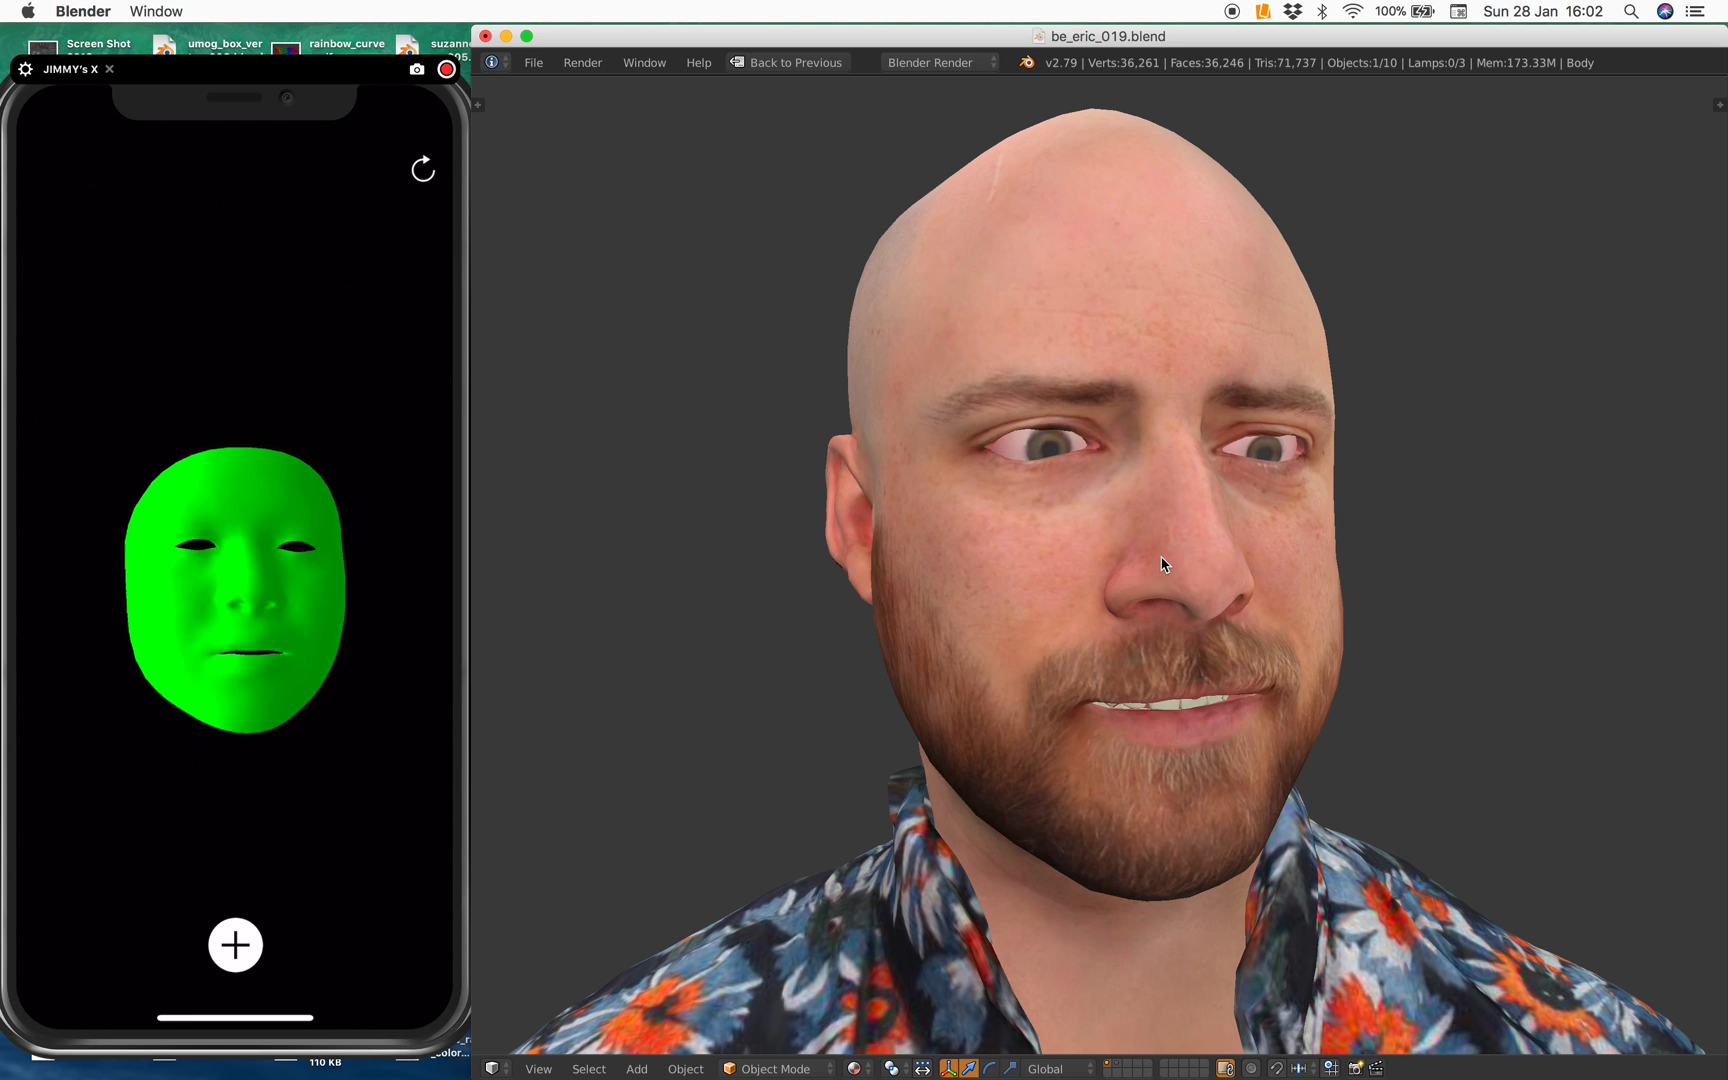 Blender Window
100%
Sun 28 Jan 16:02
Screen Shot
umog_box_ver
rainbow_curve
suzanne
JIMMY's X
be_eric_019.blend
File Render Window Help Back to Previous Blender Render v2.79 | Verts:36,261 | Faces:36,246 | Tris:71,737 | Objects:1/10 | Lamps:0/3 | Mem:173.33M | Body
110 KB
View Select Add Object Object Mode Global